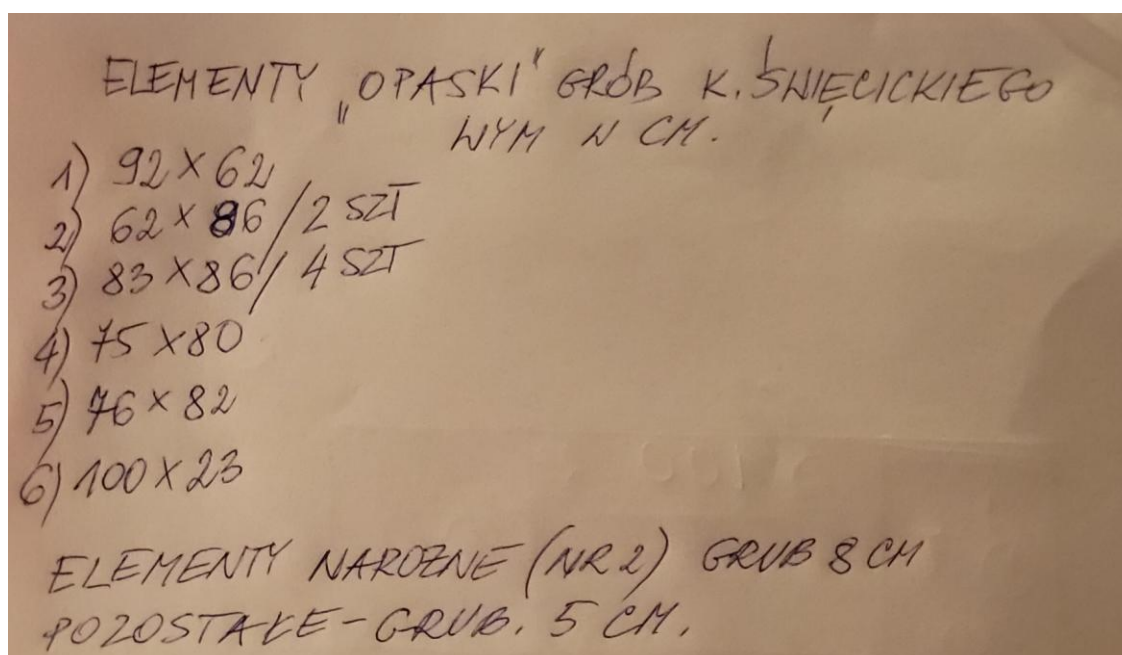 ELEMENTY „OPASKI" GRÓB K. ŚWIĘCICKIEGO
WYM W CM.
1) 92 X 62
2) 62 X 86 / 2 SZT
3) 83 X 86 / 4 SZT
4) 75 X 80
5) 76 X 82
6) 100 X 23
ELEMENTY NAROŻNE (NR 2) GRUB 8 CM
POZOSTAŁE - GRUB. 5 CM.